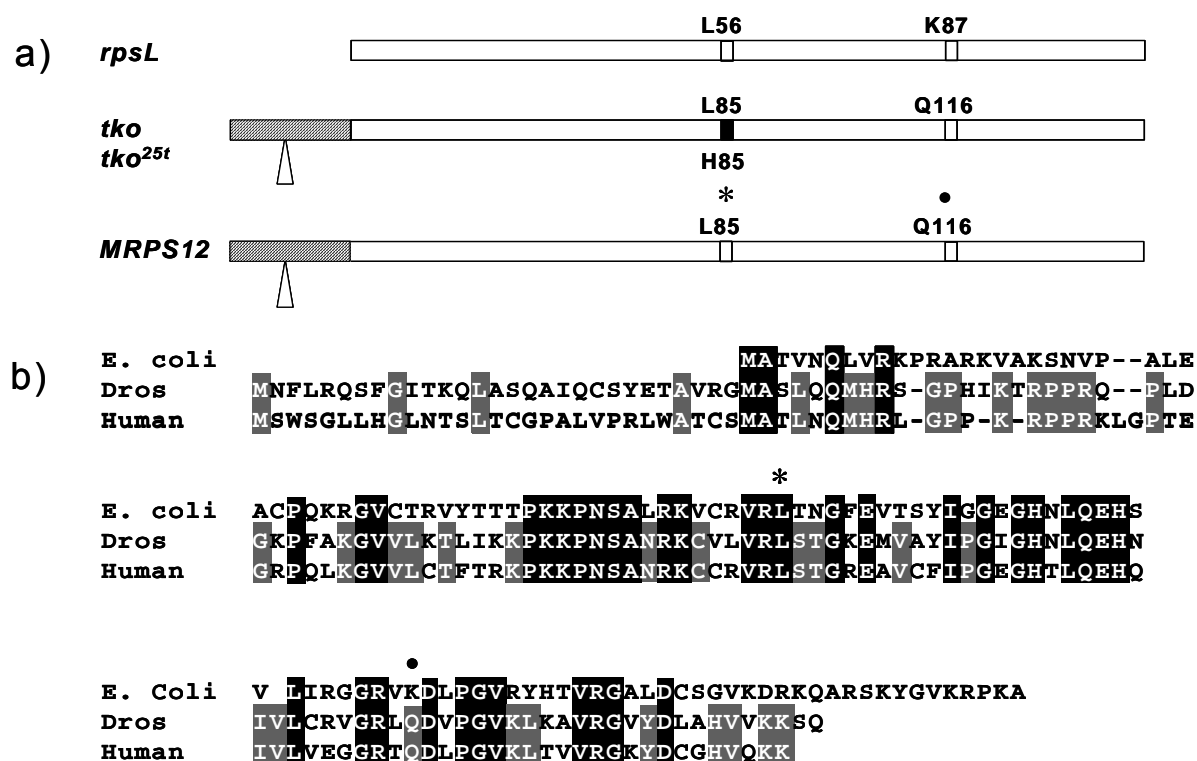 a)
rpsL
L56 K87
tko
tko25t
L85 Q116
H85
* •
MRPS12
L85 Q116
b)
E. coli MATVNQLVRKPRARKVAKSNVP--ALE
Dros MNFLRQSFGITKQLASQAIQCSYETAVRGMASLQQMHRS-GPHIKTRPPRQ--PLD
Human MSWSGLLHGLNTSLTCGPALVPRLWATCSMATLNQMHRL-GPP-K-RPPRKLGPTE
*
E. coli ACPQKRGVCTRVYTTTPKKPNSALRKVCRVRLTNGFEVTSYIGGEGHNLQEHS
Dros GKPFAKGVVLKTLIKKPKKPNSANRKCVLVRLSTGKEMVAYIPGIGHNLQEHN
Human GRPQLKGVVLCTFTRKPKKPNSANRKCCRVRLSTGREAVCFIPGEGHTLQEHQ
•
E. Coli V LIRGGRVKDLPGVRYHTVRGALDCSGVKDRKQARSKYGVKRPKA
Dros IVLCRVGRLQDVPGVKLKAVRGVYDLAHVVKKSQ
Human IVLVEGGRTQDLPGVKLTVVRGKYDCGHVQKK